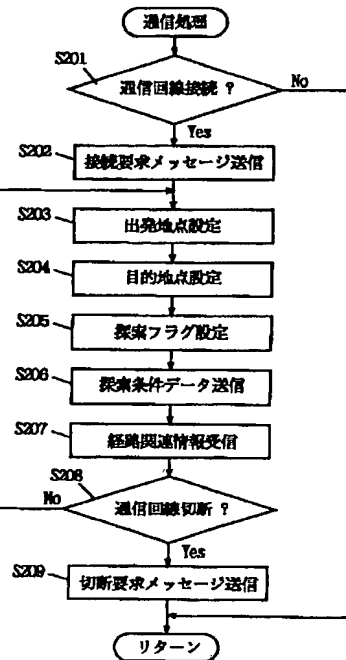 通信処理
S201
通信回線接続 ?
No
Yes
S202
接続要求メッセージ送信
S203
出発地点設定
S204
目的地点設定
S205
探索フラグ設定
S206
探索条件データ送信
S207
経路関連情報受信
S208
No
通信回線切断 ?
Yes
S209
切断要求メッセージ送信
リターン